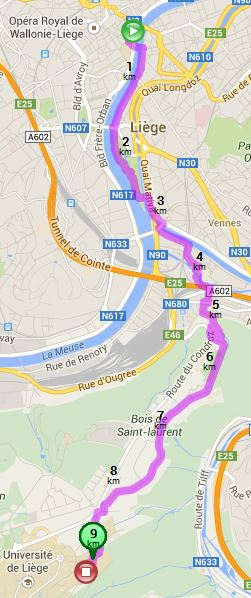 Opéra Royal de
Wallonie-Liège
N610
1
km
Bld d'Avroy
Quai Longdoz
Rue de
E25
A602
N607
Bld Frère-Orban
Liège
2
km
Quai Mativa
N30
N617
3
km
Vennes
Tunnel de Cointe
N633
N90
4
km
N30
E25
A602
N680
5
km
N617
E46
La Meuse
Rue de Renory
Route du Condroz
6
km
Rue d'Ougrée
7
km
Bois de
Saint-laurent
8
km
Route de Tilff
9
km
N633
Université
de Liège